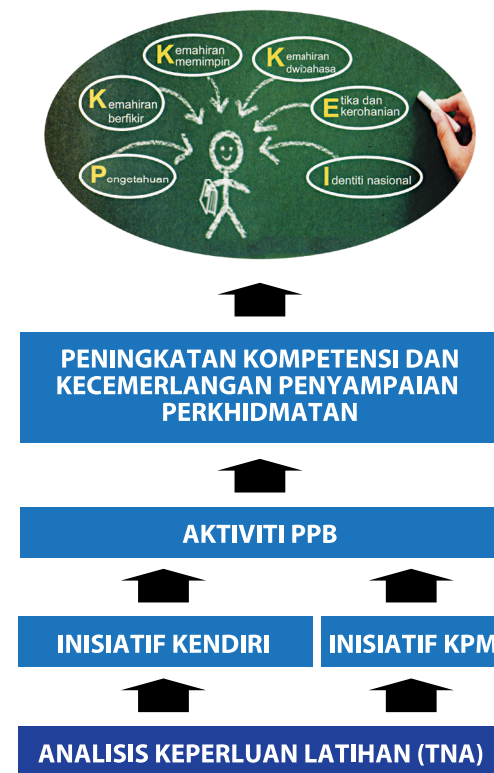 Kemahiran
memimpin
Kemahiran
dwibahasa
Kemahiran
berfikir
Etika dan
kerohanian
Pengetahuan
Identiti nasional
PENINGKATAN KOMPETENSI DAN
KECEMERLANGAN PENYAMPAIAN
PERKHIDMATAN
AKTIVITI PPB
INISIATIF KENDIRI
INISIATIF KPM
ANALISIS KEPERLUAN LATIHAN (TNA)